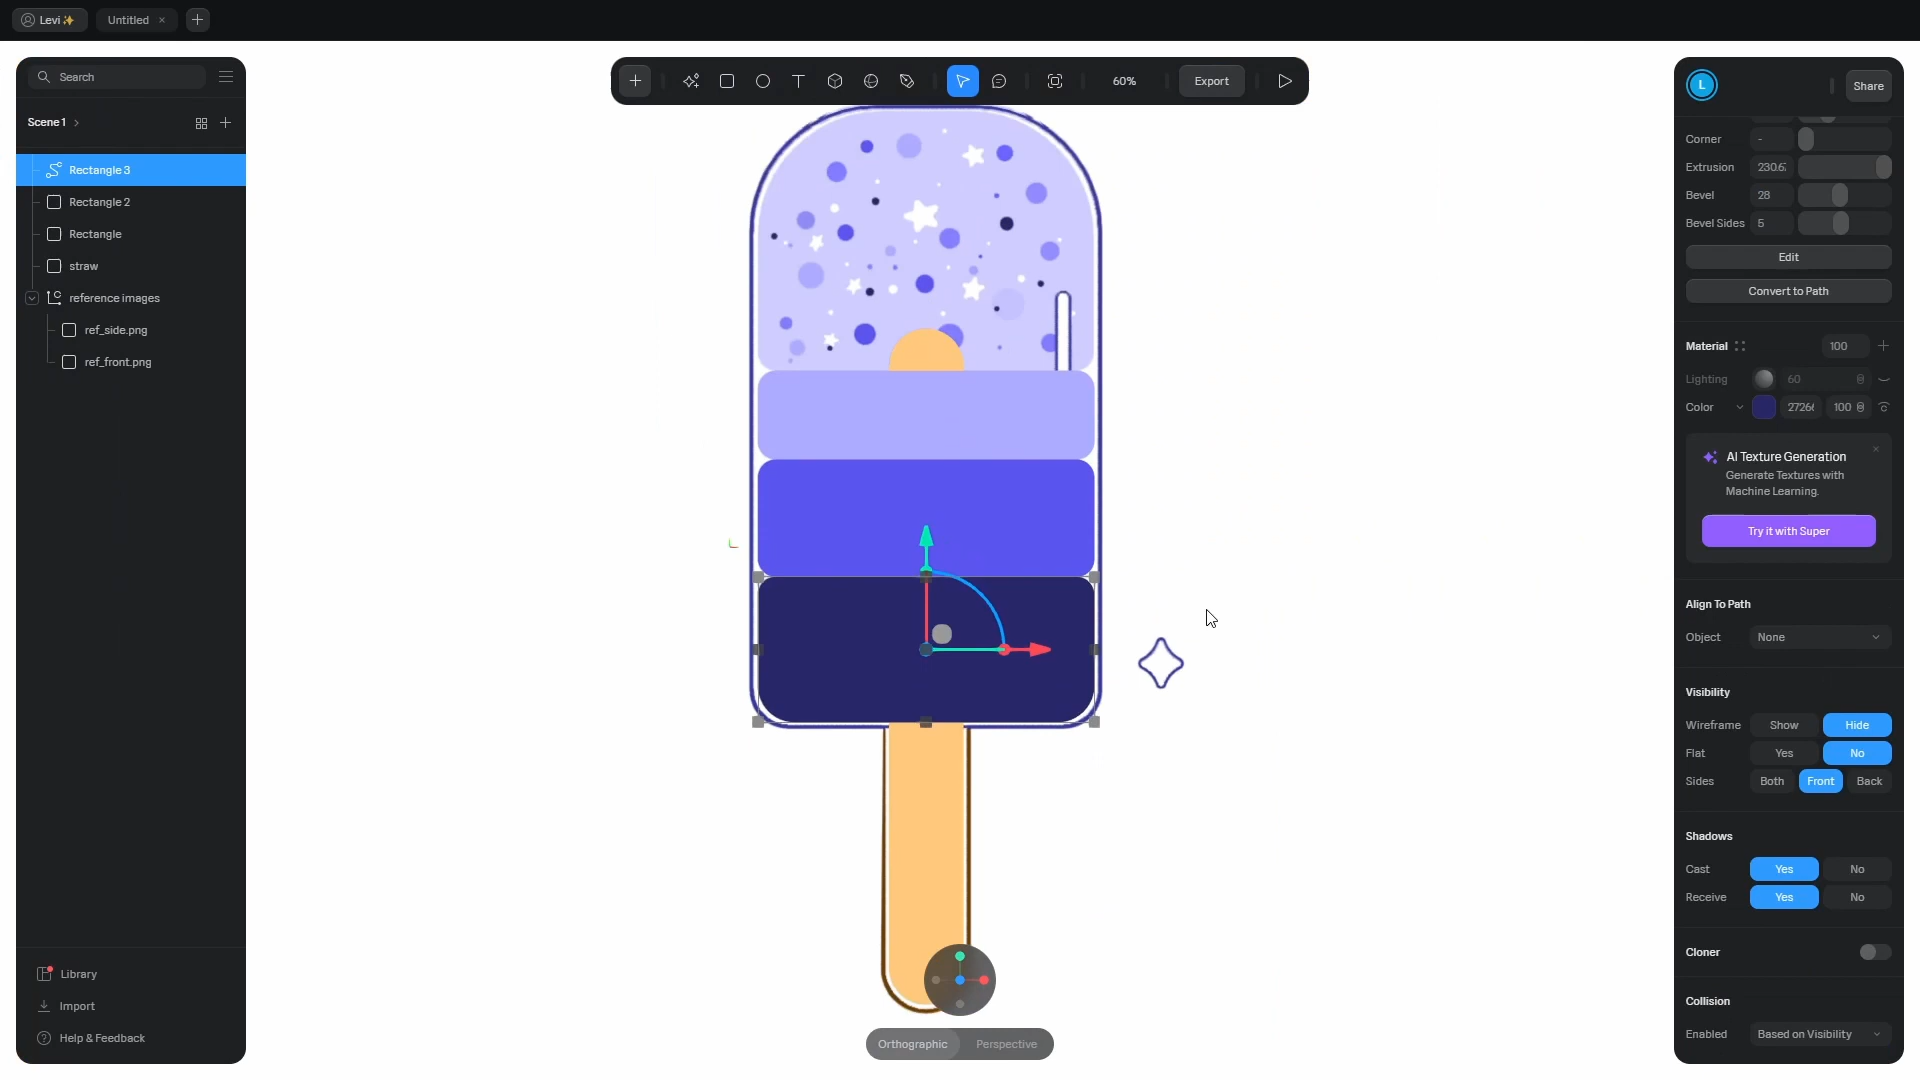 Levi✨
Untitled
Search
Scene 1
Rectangle 3
Rectangle 2
Rectangle
straw
reference images
ref_side.png
ref_front.png
Library
Import
Help & Feedback
60%
Export
Orthographic
Perspective
L
Share
Corner -
Extrusion 230.6
Bevel 28
Bevel Sides 5
Edit
Convert to Path
Material 100
Lighting 60
Color 2726 100
AI Texture Generation
Generate Textures with
Machine Learning.
Try it with Super
Align To Path
Object None
Visibility
Wireframe Show Hide
Flat Yes No
Sides Both Front Back
Shadows
Cast Yes No
Receive Yes No
Cloner
Collision
Enabled Based on Visibility